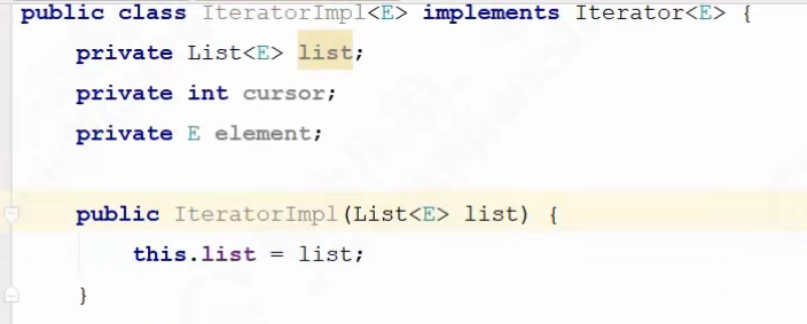 public class IteratorImpl<E> implements Iterator<E> {
    private List<E> list;
    private int cursor;
    private E element;
    public IteratorImpl(List<E> list) {
        this.list = list;
    }